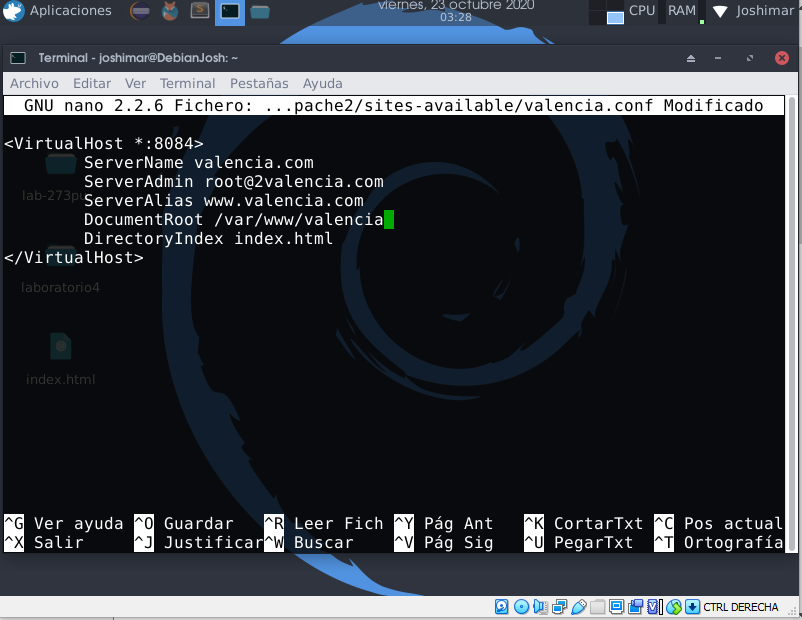 Aplicaciones
viernes, 23 octubre 2020
03:28
CPU
RAM
Joshimar
Terminal - joshimar@DebianJosh: ~
Archivo Editar Ver Terminal Pestañas Ayuda
GNU nano 2.2.6 Fichero: ...pache2/sites-available/valencia.conf Modificado
<VirtualHost *:8084>
ServerName valencia.com
ServerAdmin root@2valencia.com
ServerAlias www.valencia.com
DocumentRoot /var/www/valencia
DirectoryIndex index.html
</VirtualHost>
lab-273pu
laboratorio4
index.html
^G Ver ayuda ^O Guardar ^R Leer Fich ^Y Pág Ant ^K CortarTxt ^C Pos actual
^X Salir ^J Justificar ^W Buscar ^V Pág Sig ^U PegarTxt ^T Ortografía
CTRL DERECHA